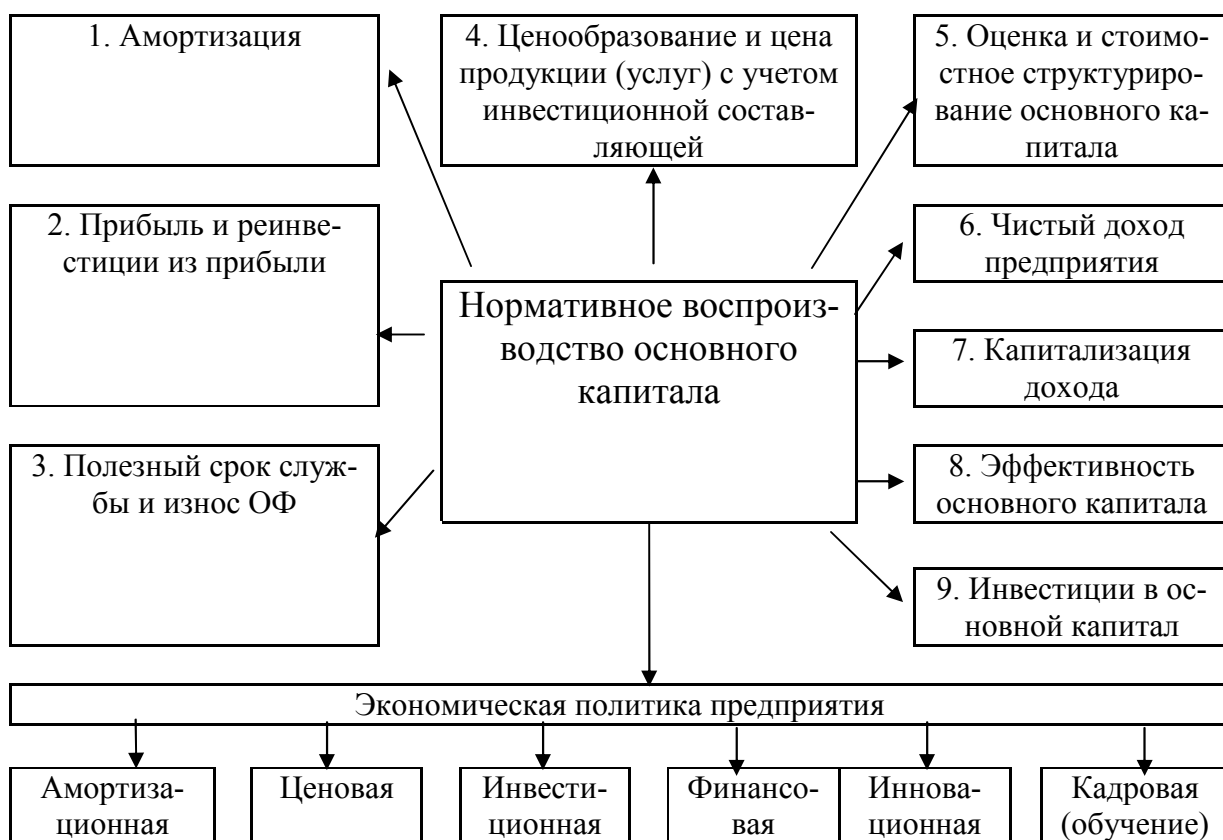 1. Амортизация
4. Ценообразование и цена
продукции (услуг) с учетом
инвестиционной состав-
ляющей
5. Оценка и стоимо-
стное структуриро-
вание основного ка-
питала
2. Прибыль и реинве-
стиции из прибыли
6. Чистый доход
предприятия
Нормативное воспроиз-
водство основного
капитала
7. Капитализация
дохода
3. Полезный срок служ-
бы и износ ОФ
8. Эффективность
основного капитала
9. Инвестиции в ос-
новной капитал
Экономическая политика предприятия
Амортиза-
ционная
Ценовая
Инвести-
ционная
Финансо-
вая
Иннова-
ционная
Кадровая
(обучение)